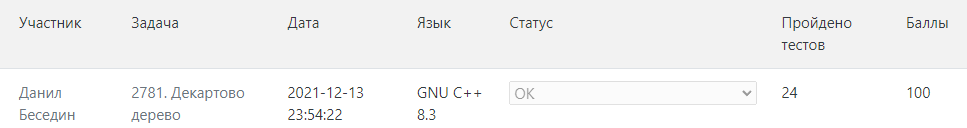 Участник Задача Дата Язык Статус Пройдено тестов Баллы
Данил Беседин 2781. Декартово дерево 2021-12-13 23:54:22 GNU C++ 8.3 OK 24 100